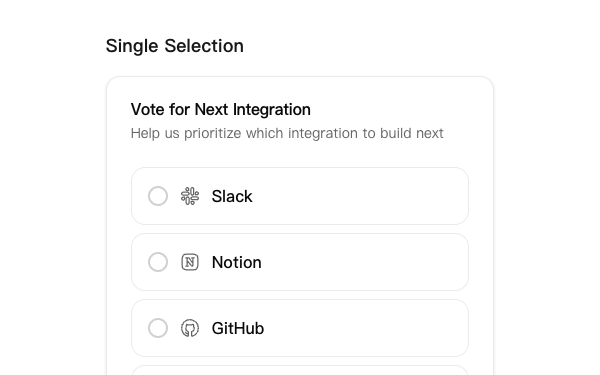 Single Selection
Vote for Next Integration
Help us prioritize which integration to build next
Slack
Notion
GitHub